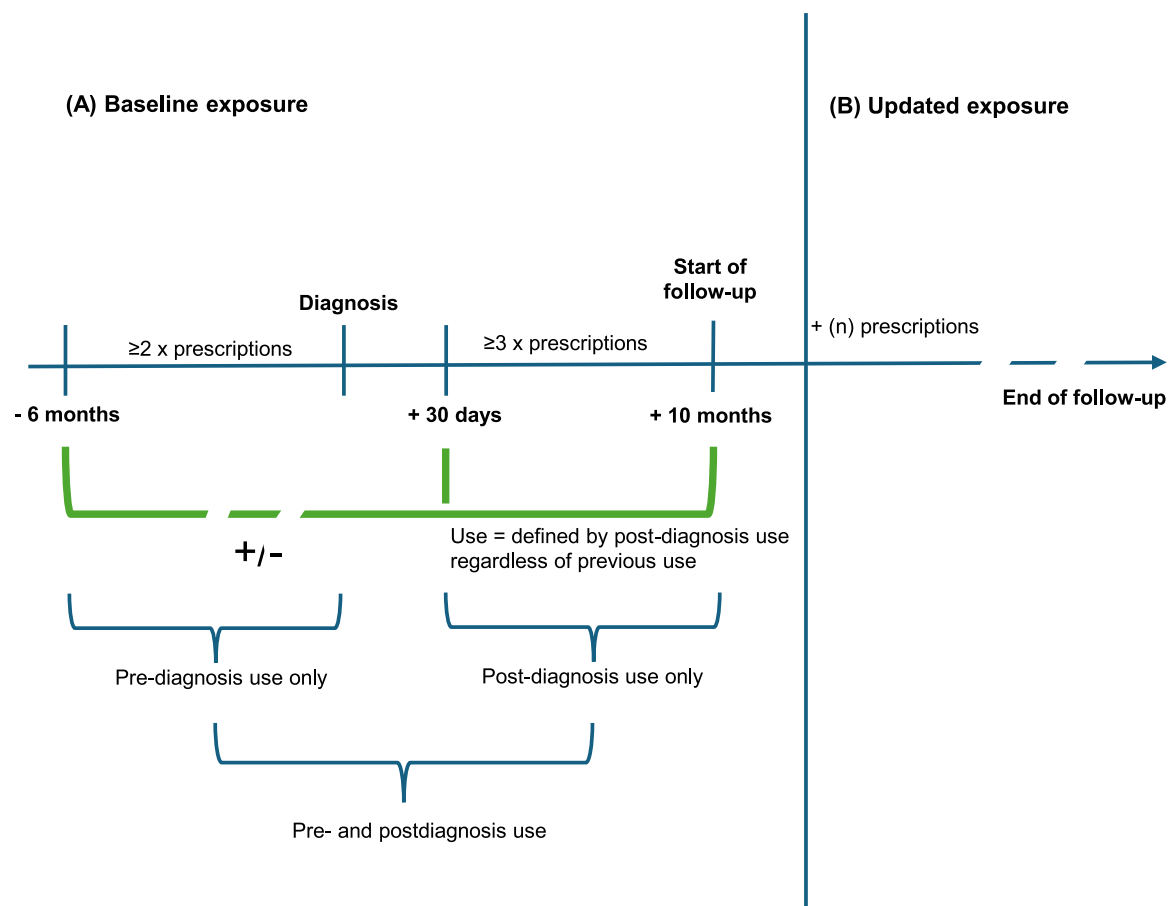 (A) Baseline exposure
(B) Updated exposure
Start of
follow-up
Diagnosis
≥2 x prescriptions
≥3 x prescriptions
+ (n) prescriptions
- 6 months
+ 30 days
+ 10 months
End of follow-up
+/-
Use = defined by post-diagnosis use
regardless of previous use
Pre-diagnosis use only
Post-diagnosis use only
Pre- and postdiagnosis use